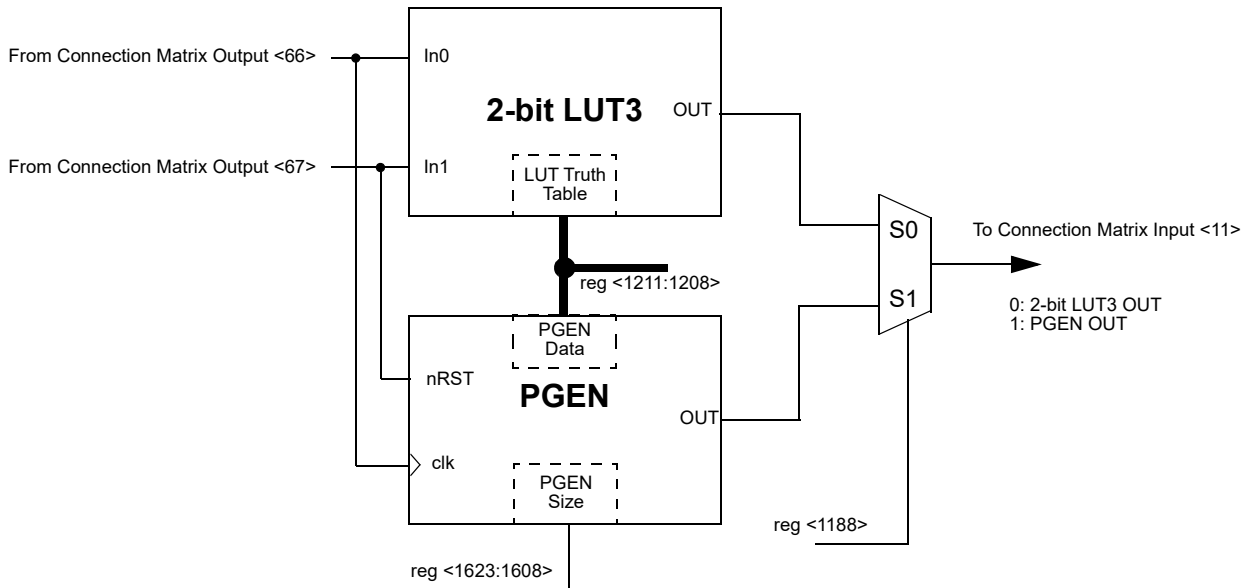 From Connection Matrix Output <66>
In0
2-bit LUT3
OUT
From Connection Matrix Output <67>
In1
LUT Truth
Table
S0
To Connection Matrix Input <11>
reg <1211:1208>
S1
0: 2-bit LUT3 OUT
1: PGEN OUT
PGEN
Data
nRST
PGEN
OUT
clk
PGEN
Size
reg <1188>
reg <1623:1608>